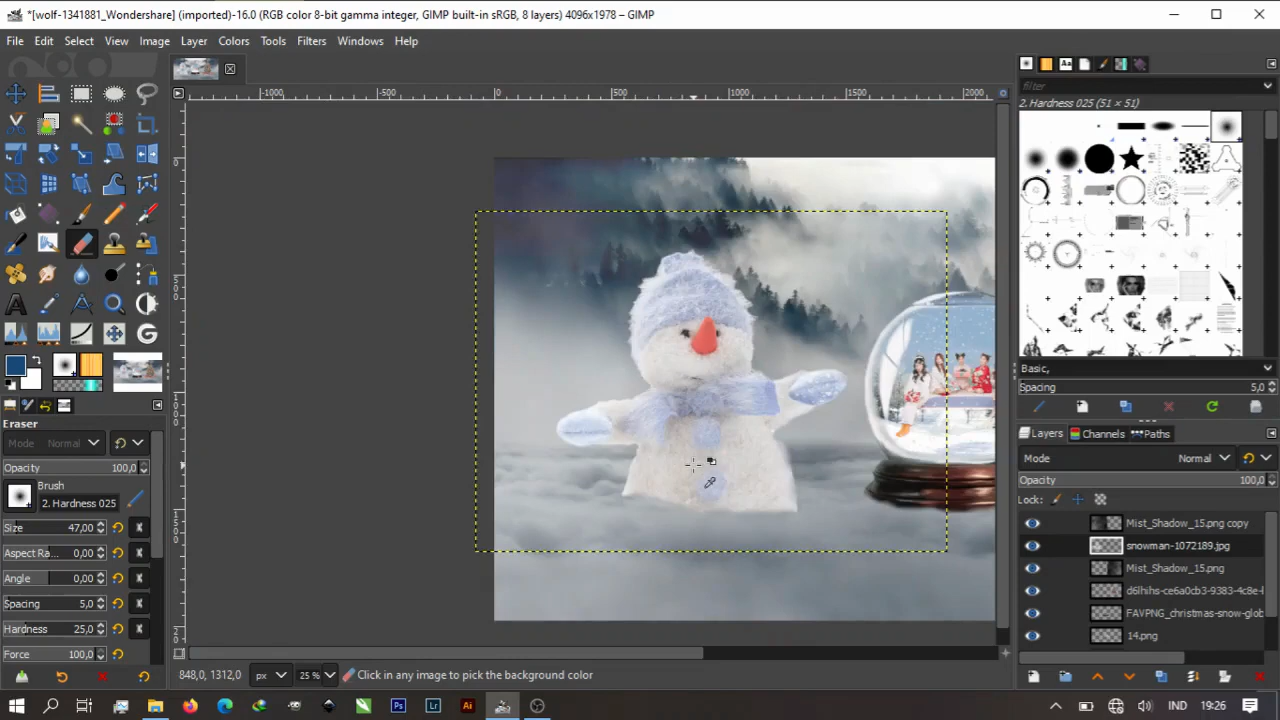 *[wolf-1341881_Wondershare] (imported)-16.0 (RGB color 8-bit gamma integer, GIMP built-in sRGB, 8 layers) 4096x1978 – GIMP
File Edit Select View Image Layer Colors Tools Filters Windows Help
-1000 -500 0 500 1000 1500 2000
filter
2. Hardness 025 (51 × 51)
Basic,
Spacing 5,0
Layers Channels Paths
Mode Normal
Opacity 100,0
Lock:
Mist_Shadow_15.png copy
snowman-1072189.jpg
Mist_Shadow_15.png
d6lhihs-ce6a0cb3-9383-4c8e-
FAVPNG_christmas-snow-glob
14.png
Eraser
Mode Normal
Opacity 100,0
Brush
2. Hardness 025
Size 47,00
Aspect Ra... 0,00
Angle 0,00
Spacing 5,0
Hardness 25,0
Force 100,0
848,0, 1312,0 px 25 % Click in any image to pick the background color
Ps Lr Ai IND 19:26